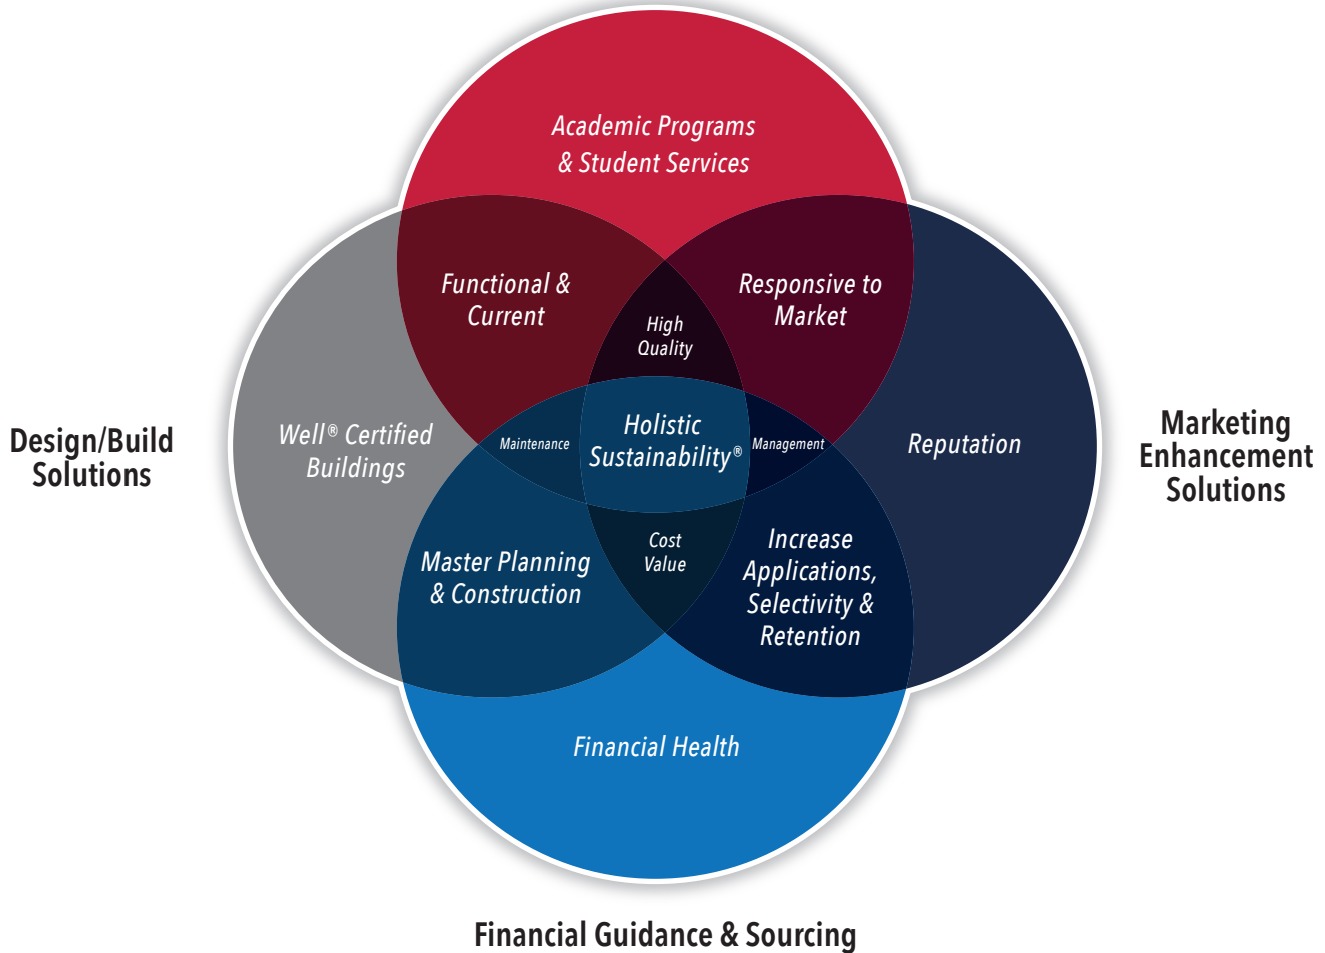 Academic Programs
& Student Services
Functional &
Current
Responsive to
Market
High
Quality
Design/Build
Solutions
Well® Certified
Buildings
Maintenance
Holistic
Sustainability®
Management
Reputation
Marketing
Enhancement
Solutions
Master Planning
& Construction
Cost
Value
Increase
Applications,
Selectivity &
Retention
Financial Health
Financial Guidance & Sourcing